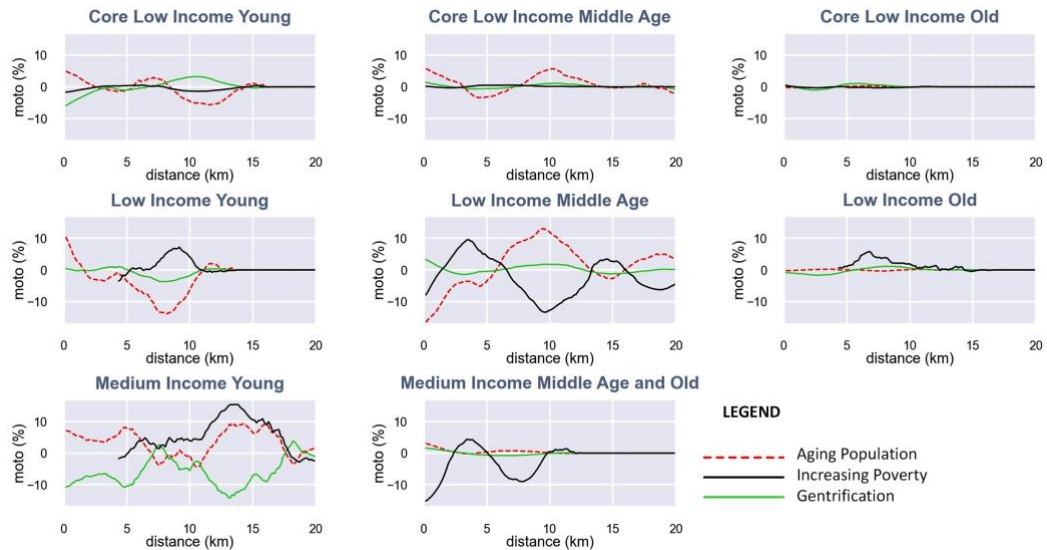 Core Low Income Young
Core Low Income Middle Age
Core Low Income Old
moto (%)
10
0
−10
moto (%)
10
0
−10
moto (%)
10
0
−10
0 5 10 15 20
0 5 10 15 20
0 5 10 15 20
distance (km)
distance (km)
distance (km)
Low Income Young
Low Income Middle Age
Low Income Old
moto (%)
10
0
−10
moto (%)
10
0
−10
moto (%)
10
0
−10
0 5 10 15 20
0 5 10 15 20
0 5 10 15 20
distance (km)
distance (km)
distance (km)
Medium Income Young
Medium Income Middle Age and Old
moto (%)
10
0
−10
moto (%)
10
0
−10
0 5 10 15 20
0 5 10 15 20
distance (km)
distance (km)
LEGEND
Aging Population
Increasing Poverty
Gentrification